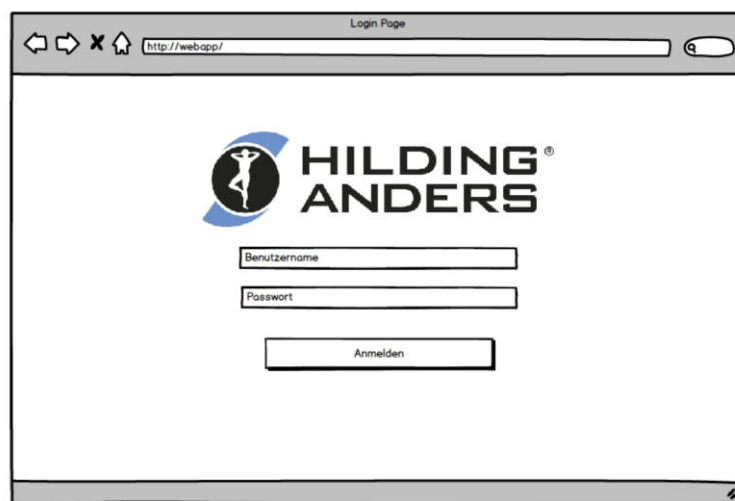 Login Page
http://webapp/
HILDING®
ANDERS
Benutzername
Passwort
Anmelden